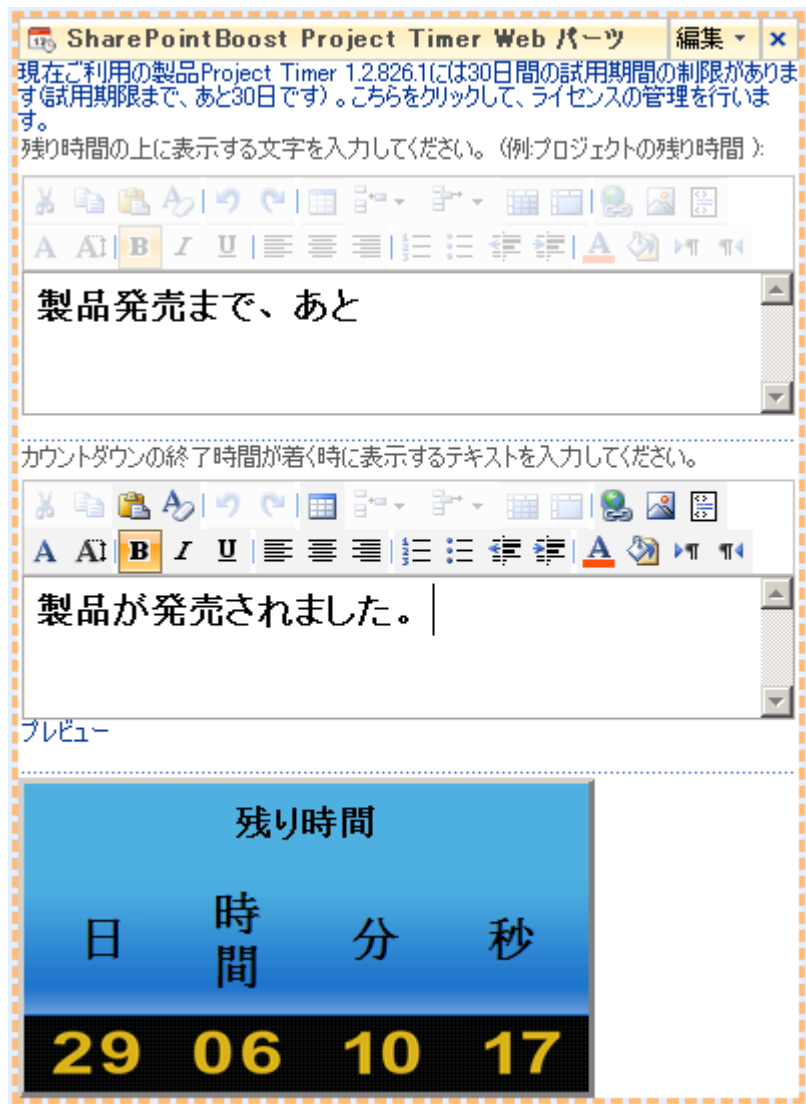 SharePointBoost Project Timer Web パーツ 編集
現在ご利用の製品Project Timer 1.2.826.1には30日間の試用期間の制限がありま
す（試用期限まで、あと30日です）。こちらをクリックして、ライセンスの管理を行いま
す。
残り時間の上に表示する文字を入力してください。（例:プロジェクトの残り時間 ）:
製品発売まで、あと
カウントダウンの終了時間が着く時に表示するテキストを入力してください。
製品が発売されました。
プレビュー
残り時間
日 時間 分 秒
29 06 10 17